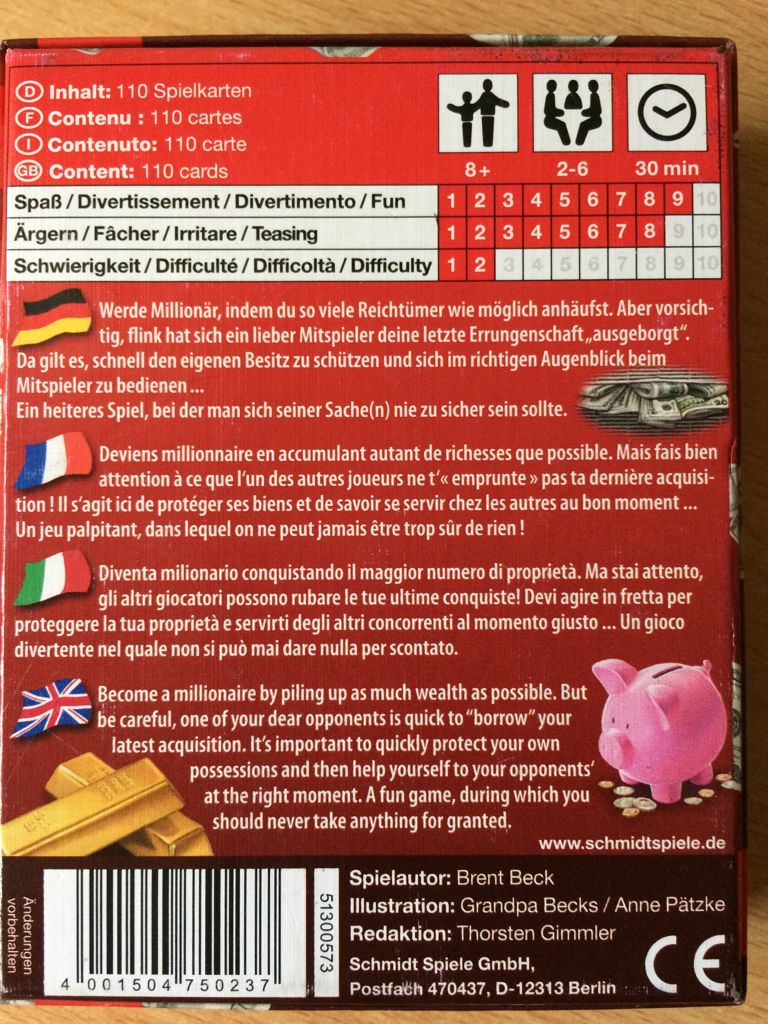 D Inhalt: 110 Spielkarten
F Contenu : 110 cartes
I Contenuto: 110 carte
GB Content: 110 cards
8+ 2-6 30 min
Spaß / Divertissement / Divertimento / Fun 1 2 3 4 5 6 7 8 9 10
Ärgern / Fâcher / Irritare / Teasing 1 2 3 4 5 6 7 8 9 10
Schwierigkeit / Difficulté / Difficoltà / Difficulty 1 2 3 4 5 6 7 8 9 10
Werde Millionär, indem du so viele Reichtümer wie möglich anhäufst. Aber vorsich-
tig, flink hat sich ein lieber Mitspieler deine letzte Errungenschaft „ausgeborgt“.
Da gilt es, schnell den eigenen Besitz zu schützen und sich im richtigen Augenblick beim
Mitspieler zu bedienen ...
Ein heiteres Spiel, bei der man sich seiner Sache(n) nie zu sicher sein sollte.
Deviens millionnaire en accumulant autant de richesses que possible. Mais fais bien
attention à ce que l‘un des autres joueurs ne t‘« emprunte » pas ta dernière acquisi-
tion ! Il s‘agit ici de protéger ses biens et de savoir se servir chez les autres au bon moment ...
Un jeu palpitant, dans lequel on ne peut jamais être trop sûr de rien !
Diventa milionario conquistando il maggior numero di proprietà. Ma stai attento,
gli altri giocatori possono rubare le tue ultime conquiste! Devi agire in fretta per
proteggere la tua proprietà e servirti degli altri concorrenti al momento giusto ... Un gioco
divertente nel quale non si può mai dare nulla per scontato.
Become a millionaire by piling up as much wealth as possible. But
be careful, one of your dear opponents is quick to “borrow” your
latest acquisition. It‘s important to quickly protect your own
possessions and then help yourself to your opponents‘
at the right moment. A fun game, during which you
should never take anything for granted.
www.schmidtspiele.de
Änderungen
vorbehalten
4 001504 750237
51300573
Spielautor: Brent Beck
Illustration: Grandpa Becks / Anne Pätzke
Redaktion: Thorsten Gimmler
Schmidt Spiele GmbH,
Postfach 470437, D-12313 Berlin
CE